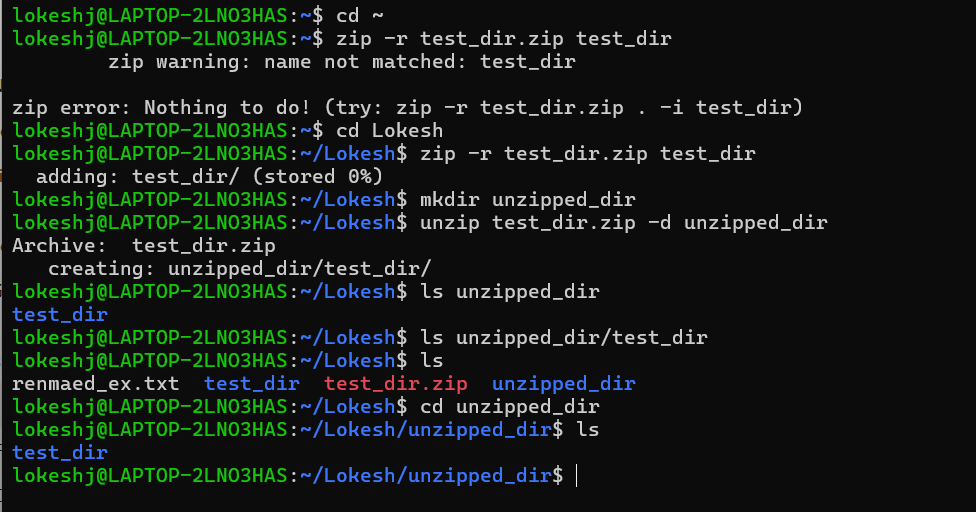 lokeshj@LAPTOP-2LNO3HAS:~$ cd ~
lokeshj@LAPTOP-2LNO3HAS:~$ zip -r test_dir.zip test_dir
        zip warning: name not matched: test_dir

zip error: Nothing to do! (try: zip -r test_dir.zip . -i test_dir)
lokeshj@LAPTOP-2LNO3HAS:~$ cd Lokesh
lokeshj@LAPTOP-2LNO3HAS:~/Lokesh$ zip -r test_dir.zip test_dir
  adding: test_dir/ (stored 0%)
lokeshj@LAPTOP-2LNO3HAS:~/Lokesh$ mkdir unzipped_dir
lokeshj@LAPTOP-2LNO3HAS:~/Lokesh$ unzip test_dir.zip -d unzipped_dir
Archive:  test_dir.zip
   creating: unzipped_dir/test_dir/
lokeshj@LAPTOP-2LNO3HAS:~/Lokesh$ ls unzipped_dir
test_dir
lokeshj@LAPTOP-2LNO3HAS:~/Lokesh$ ls unzipped_dir/test_dir
lokeshj@LAPTOP-2LNO3HAS:~/Lokesh$ ls
renmaed_ex.txt  test_dir  test_dir.zip  unzipped_dir
lokeshj@LAPTOP-2LNO3HAS:~/Lokesh$ cd unzipped_dir
lokeshj@LAPTOP-2LNO3HAS:~/Lokesh/unzipped_dir$ ls
test_dir
lokeshj@LAPTOP-2LNO3HAS:~/Lokesh/unzipped_dir$